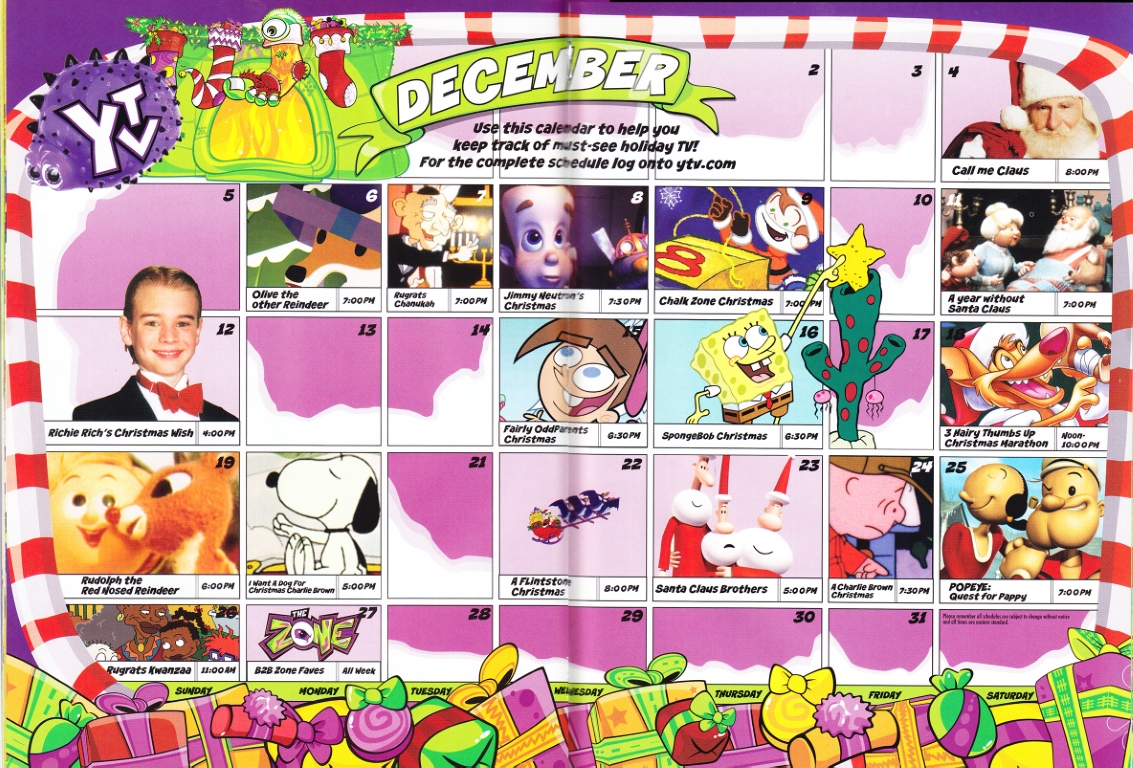 YTV
DECEMBER
Use this calendar to help you
keep track of must-see holiday TV!
For the complete schedule log onto ytv.com
2
3
4
Call me Claus 8:00PM
5
6
Olive the
other Reindeer 7:00PM
7
Rugrats
Chanukah 7:00PM
8
Jimmy Neutron's
Christmas 7:30PM
9
8
Chalk Zone Christmas 7:00PM
10
11
A year without
Santa Claus 7:00PM
12
Richie Rich's Christmas Wish 4:00PM
13
14
15
Fairly OddParents
Christmas 6:30PM
16
SpongeBob Christmas 6:30PM
17
18
3 Hairy Thumbs Up
Christmas Marathon Noon-
10:00PM
19
Rudolph the
Red Nosed Reindeer 6:00PM
20
I Want A Dog For
Christmas Charlie Brown 5:00PM
21
22
A Flintstone
Christmas 8:00PM
23
Santa Claus Brothers 5:00PM
24
A Charlie Brown
Christmas 7:30PM
25
POPEYE:
Quest for Pappy 7:00PM
26
Rugrats Kwanzaa 11:00AM
27
THE
ZONE
B2B Zone Faves All Week
28
29
30
31
Please remember all schedules are subject to change without notice
and all times are eastern standard.
SUNDAY MONDAY TUESDAY WEDNESDAY THURSDAY FRIDAY SATURDAY